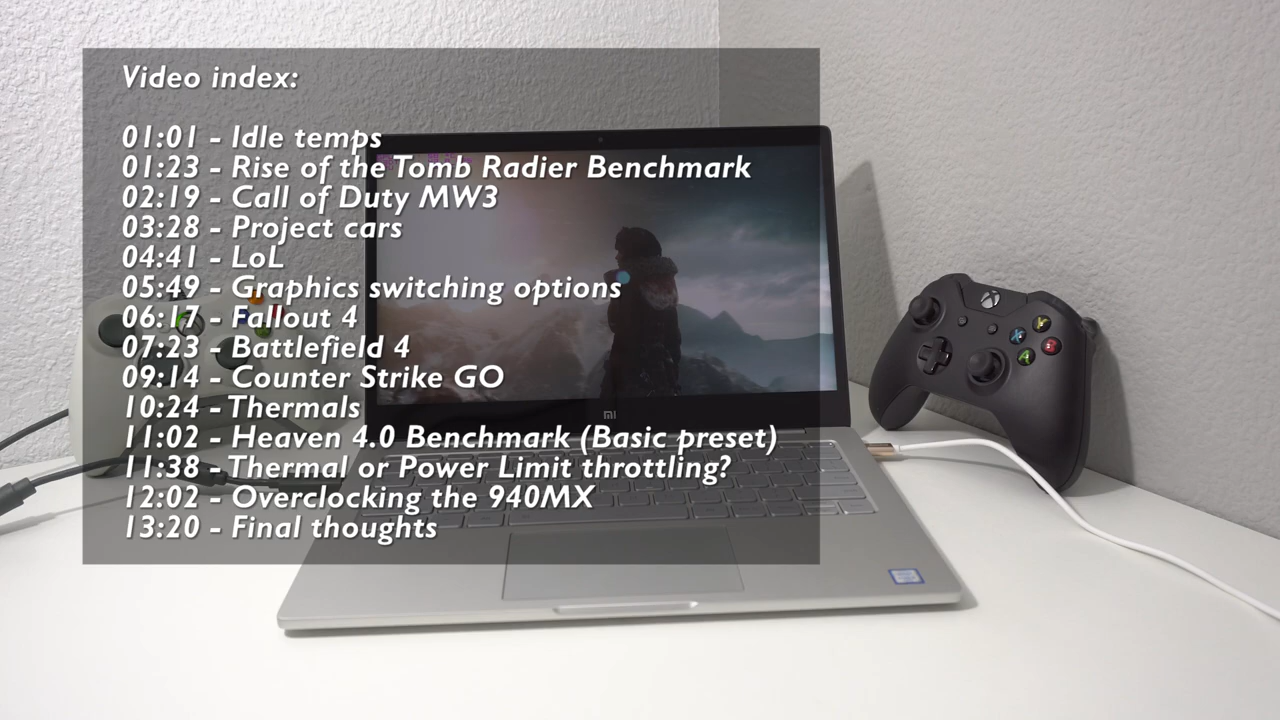 Video index:
01:01 - Idle temps
01:23 - Rise of the Tomb Radier Benchmark
02:19 - Call of Duty MW3
03:28 - Project cars
04:41 - LoL
05:49 - Graphics switching options
06:17 - Fallout 4
07:23 - Battlefield 4
09:14 - Counter Strike GO
10:24 - Thermals
11:02 - Heaven 4.0 Benchmark (Basic preset)
11:38 - Thermal or Power Limit throttling?
12:02 - Overclocking the 940MX
13:20 - Final thoughts
mi
Y
X
B
A